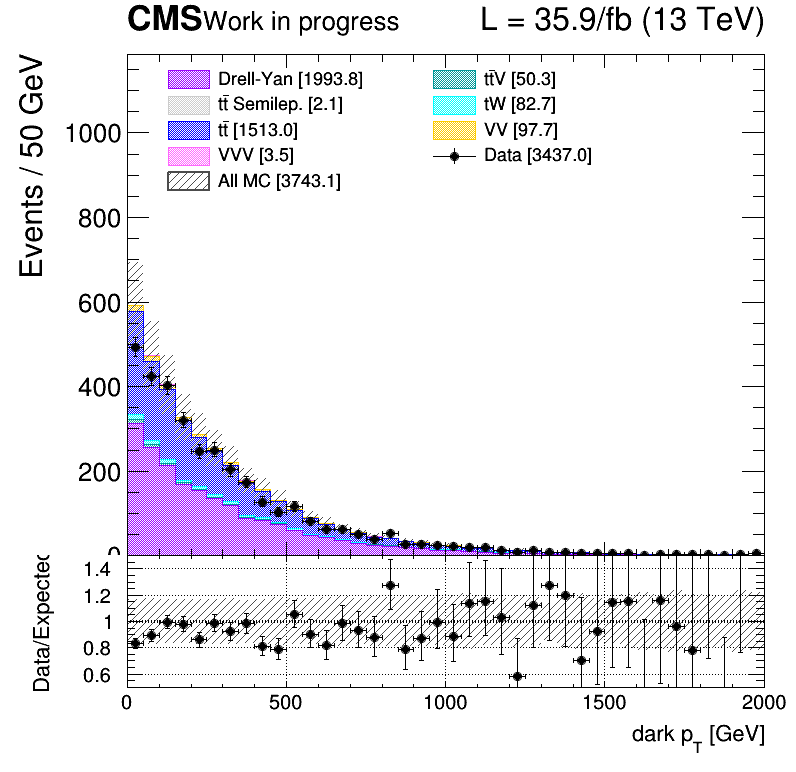 CMS Work in progress L = 35.9/fb (13 TeV)
Events / 50 GeV
Drell-Yan [1993.8]
tt̄ Semilep. [2.1]
tt̄ [1513.0]
VVV [3.5]
All MC [3743.1]
tt̄V [50.3]
tW [82.7]
VV [97.7]
Data [3437.0]
1000
800
600
400
200
0
Data/Expected
1.4
1.2
1
0.8
0.6
0 500 1000 1500 2000
dark p_T [GeV]